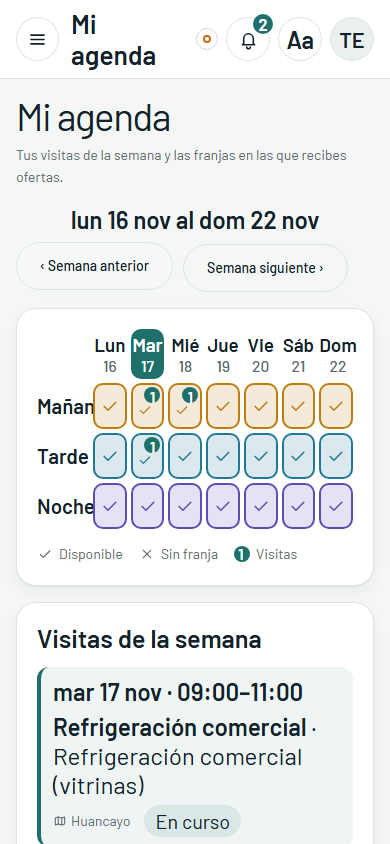 Mi
agenda
2
Aa
TE
Mi agenda
Tus visitas de la semana y las franjas en las que recibes
ofertas.
lun 16 nov al dom 22 nov
‹ Semana anterior
Semana siguiente ›
Lun Mar Mié Jue Vie Sáb Dom
16 17 18 19 20 21 22
Mañan 1 1
Tarde 1
Noche
Disponible Sin franja 1 Visitas
Visitas de la semana
mar 17 nov · 09:00–11:00
Refrigeración comercial ·
Refrigeración comercial
(vitrinas)
Huancayo En curso